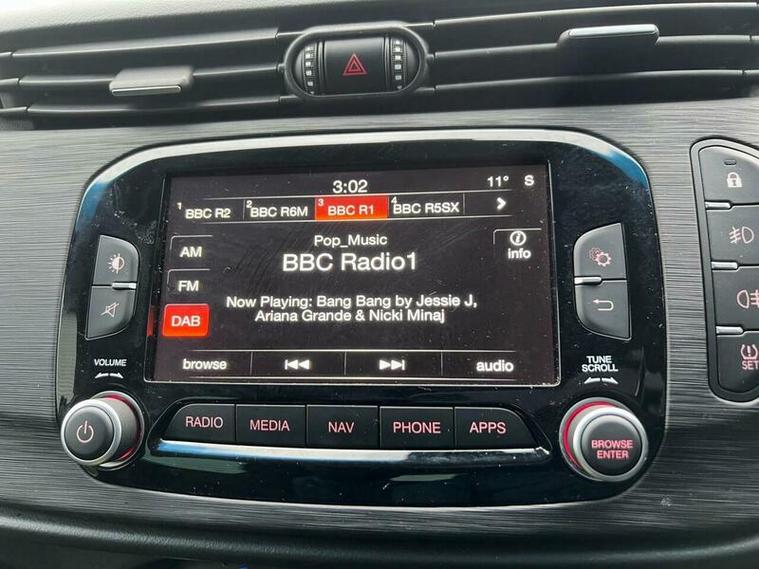 3:02 11° S
1 BBC R2 2 BBC R6M 3 BBC R1 4 BBC R5SX >
Pop_Music
BBC Radio1
info
AM
FM
DAB
Now Playing: Bang Bang by Jessie J,
Ariana Grande & Nicki Minaj
browse audio
VOLUME
TUNE
SCROLL
RADIO MEDIA NAV PHONE APPS
BROWSE
ENTER
SET